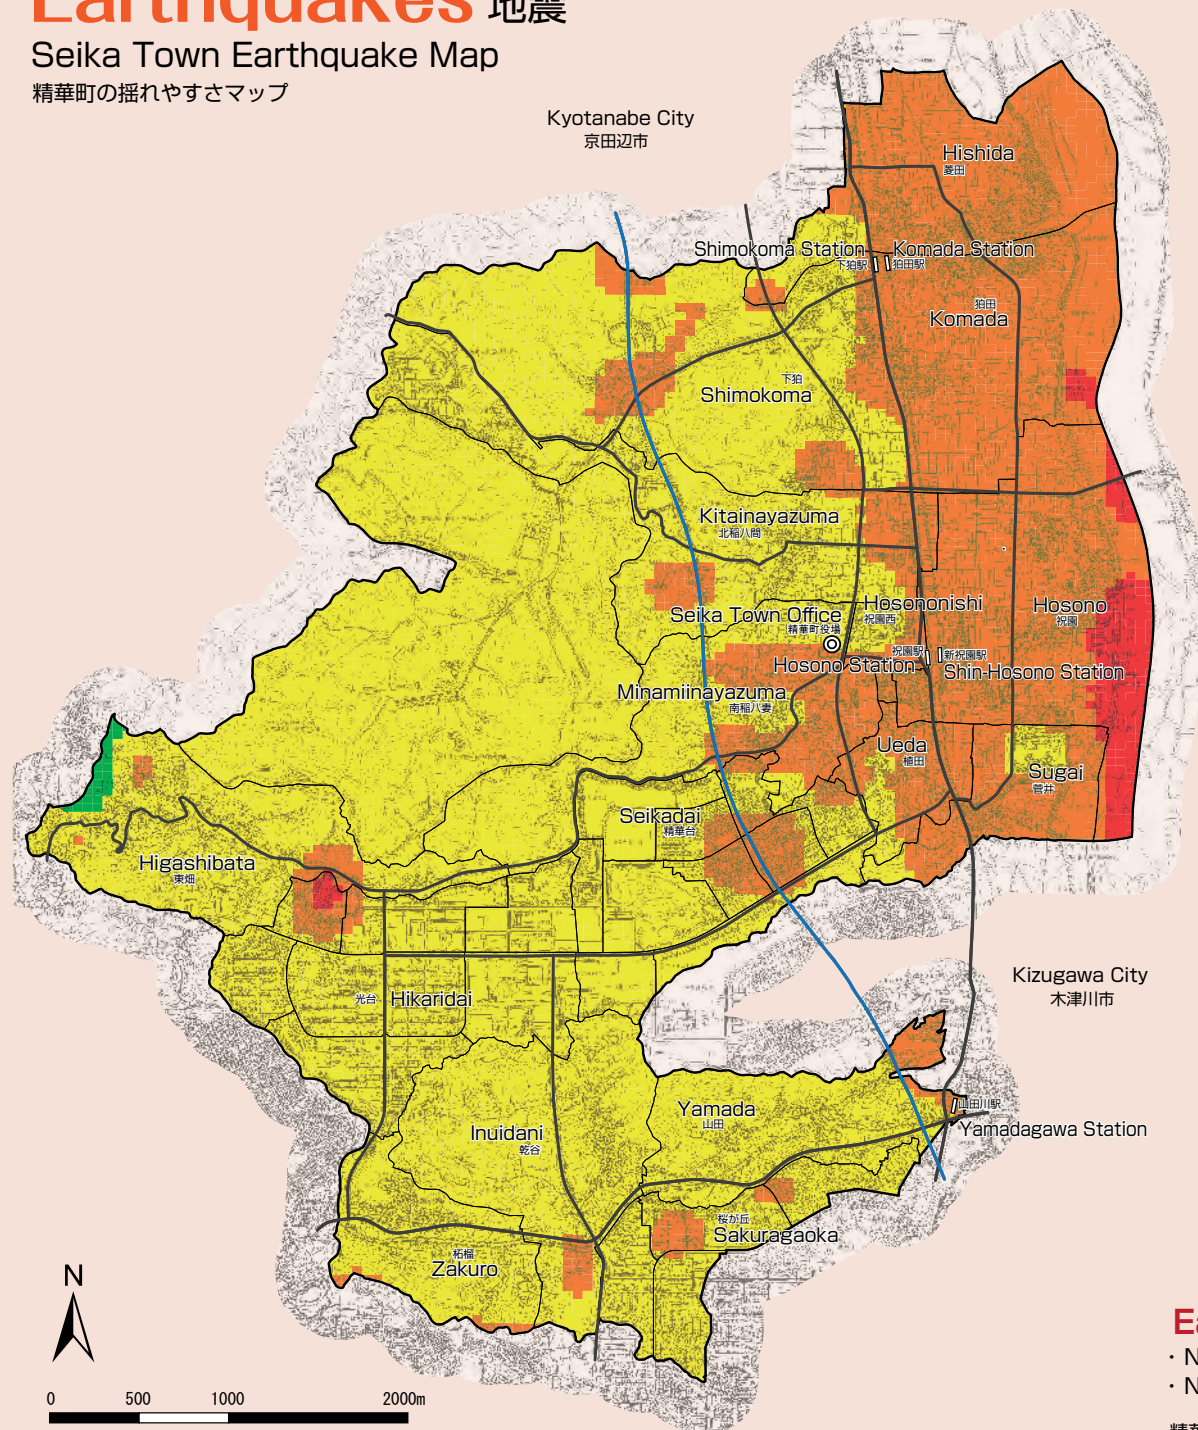 Earthquakes 地震
Seika Town Earthquake Map
精華町の揺れやすさマップ
Kyotanabe City
京田辺市
Hishida
菱田
Shimokoma Station
下狛駅
Komada Station
狛田駅
狛田
Komada
下狛
Shimokoma
Kitainayazuma
北稲八間
Seika Town Office
精華町役場
Hosononishi
祝園西
Hosono
祝園
祝園駅
Hosono Station
新祝園駅
Shin-Hosono Station
Minamiinayazuma
南稲八妻
Ueda
植田
Sugai
菅井
Seikadai
精華台
Higashibata
東畑
光台
Hikaridai
Kizugawa City
木津川市
Yamada
山田
山田川駅
Yamadagawa Station
Inuidani
乾谷
桜が丘
Sakuragaoka
柘榴
Zakuro
N
0 500 1000 2000m
Ea
・N
・N